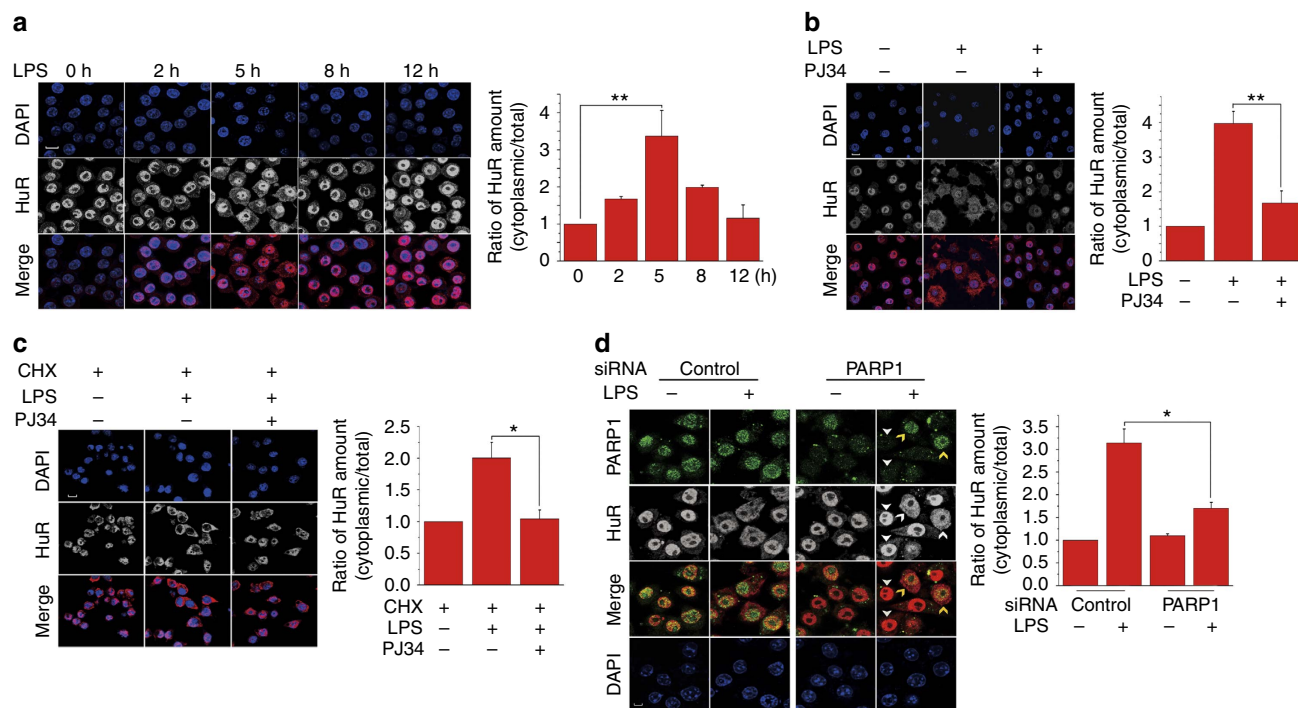 a
LPS 0 h 2 h 5 h 8 h 12 h
DAPI
HuR
Merge
Ratio of HuR amount
(cytoplasmic/total)
4
3
2
1
0
**
0 2 5 8 12 (h)
b
LPS – + +
PJ34 – – +
DAPI
HuR
Merge
Ratio of HuR amount
(cytoplasmic/total)
4
3
2
1
0
**
LPS – + +
PJ34 – – +
c
CHX + + +
LPS – + +
PJ34 – – +
DAPI
HuR
Merge
Ratio of HuR amount
(cytoplasmic/total)
2.5
2.0
1.5
1.0
0.5
0.0
*
CHX + + +
LPS – + +
PJ34 – – +
d
siRNA Control PARP1
LPS – + – +
PARP1
HuR
Merge
DAPI
Ratio of HuR amount
(cytoplasmic/total)
3.5
3.0
2.5
2.0
1.5
1.0
0.5
0.0
*
siRNA Control PARP1
LPS – + – +